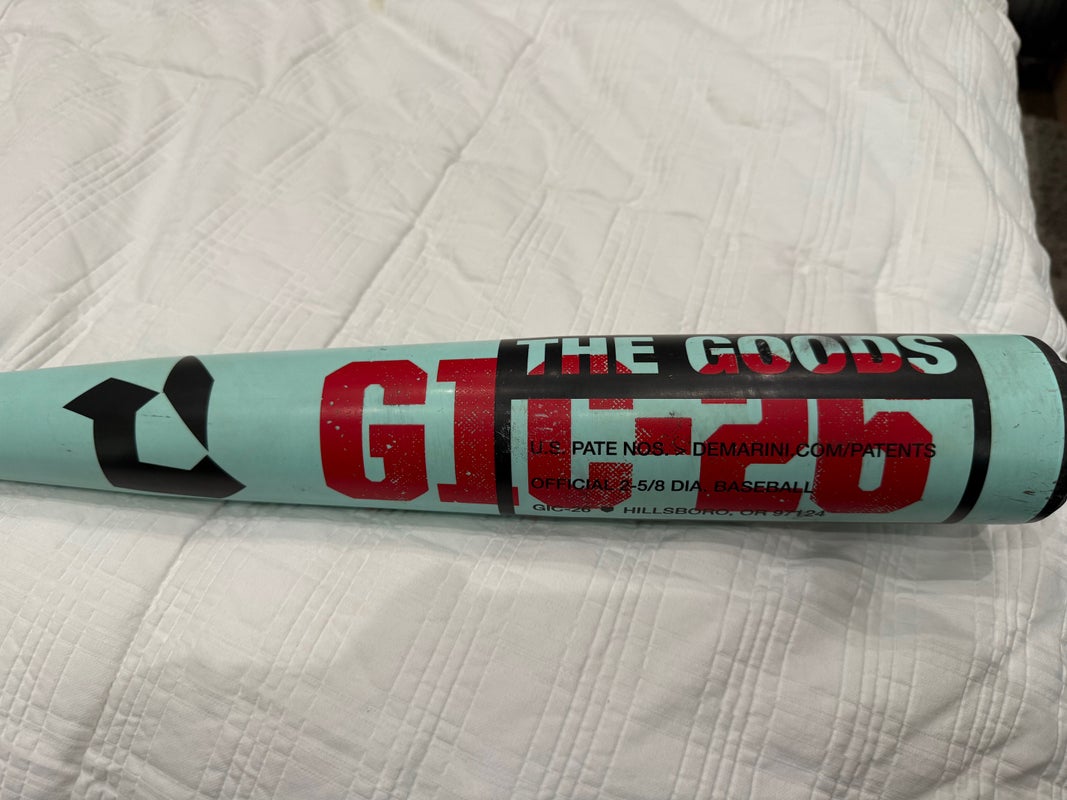 THE GOODS
GIC-26
U.S. PATE NOS. > DEMARINI.COM/PATENTS
OFFICIAL 2-5/8 DIA. BASEBALL
GIC-26 ● HILLSBORO, OR 97124